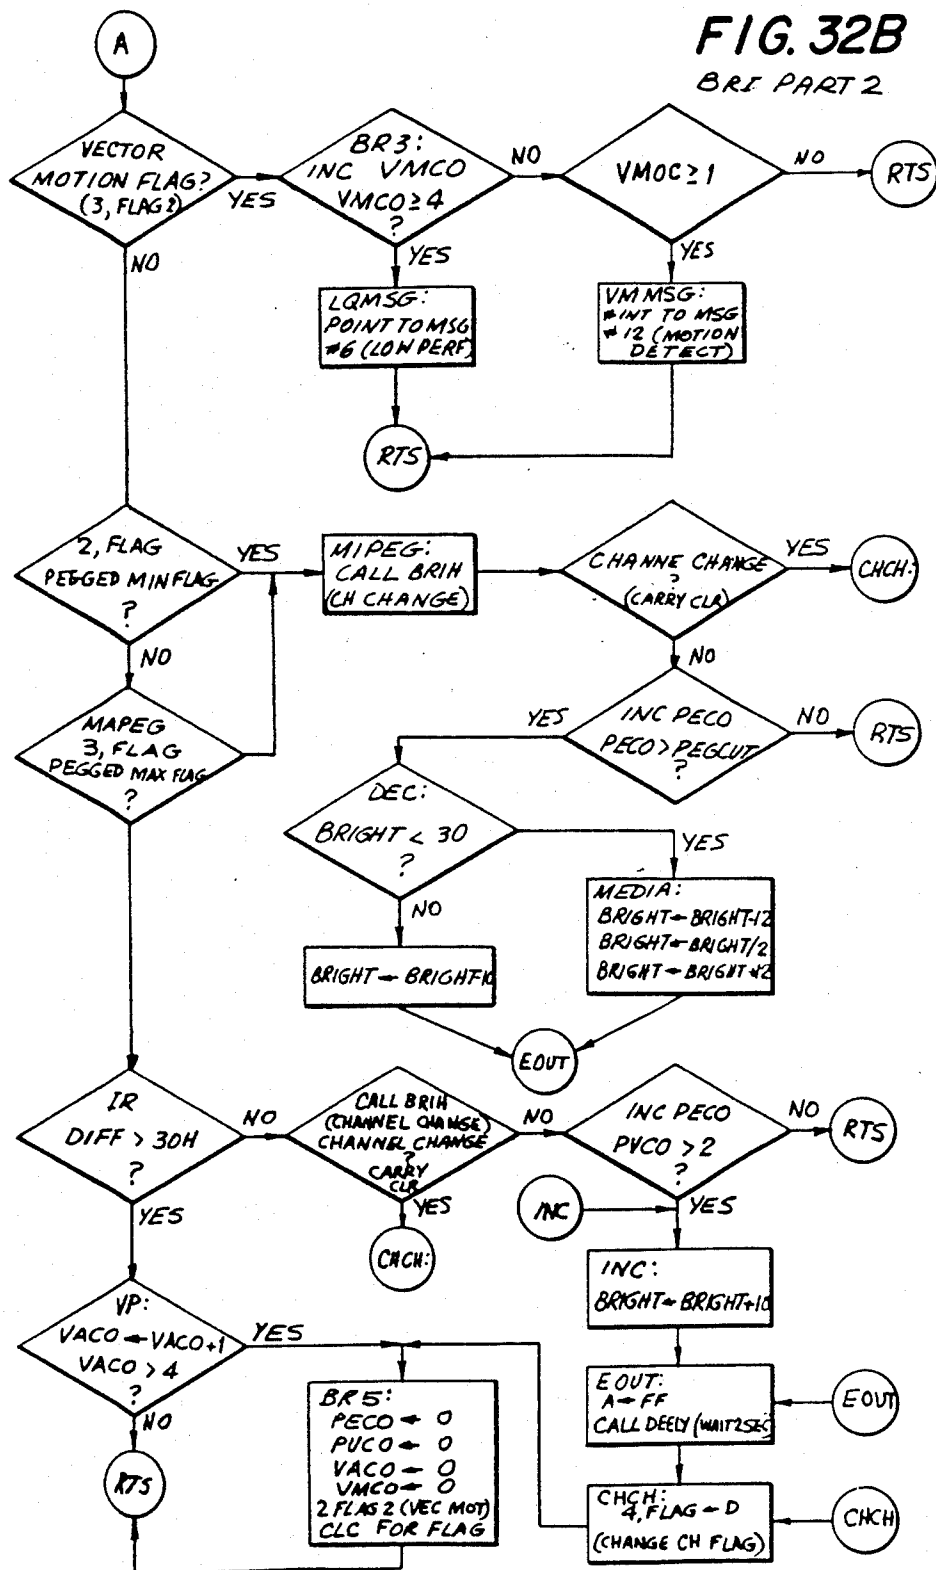 FIG. 32B
BRI PART 2
A
VECTOR
MOTION FLAG?
(3, FLAG 2)
YES
NO
BR3:
INC VMCO
VMCO ≥ 4
?
NO
YES
VMOC ≥ 1
NO
RTS
YES
LQMSG:
POINT TO MSG
#6 (LOW PERF)
VM MSG:
#INT TO MSG
#12 (MOTION
DETECT)
RTS
2, FLAG
PEGGED MIN FLAG
?
YES
NO
MIPEG:
CALL BRIH
(CH CHANGE)
CHANNE CHANGE
?
(CARRY CLR)
YES
CHCH:
NO
MAPEG
3, FLAG
PEGGED MAX FLAG
?
INC PECO
PECO > PEGCUT
?
YES
NO
RTS
DEC:
BRIGHT < 30
?
YES
NO
MEDIA:
BRIGHT ← BRIGHT-12
BRIGHT ← BRIGHT/2
BRIGHT ← BRIGHT+12
BRIGHT ← BRIGHT-10
EOUT
IR
DIFF > 30H
?
NO
YES
CALL BRIH
(CHANNEL CHANGE)
CHANNEL CHANGE
?
CARRY
CLR
NO
YES
CHCH:
INC PECO
PVCO > 2
?
NO
RTS
YES
INC
INC:
BRIGHT ← BRIGHT+10
VP:
VACO ← VACO+1
VACO > 4
?
YES
NO
RTS
BR5:
PECO ← 0
PVCO ← 0
VACO ← 0
VMCO ← 0
2 FLAG 2 (VEC MOT)
CLC FOR FLAG
EOUT:
A ← FF
CALL DEELY (WAIT 2SEC)
EOUT
CHCH:
4, FLAG ← D
(CHANGE CH FLAG)
CHCH